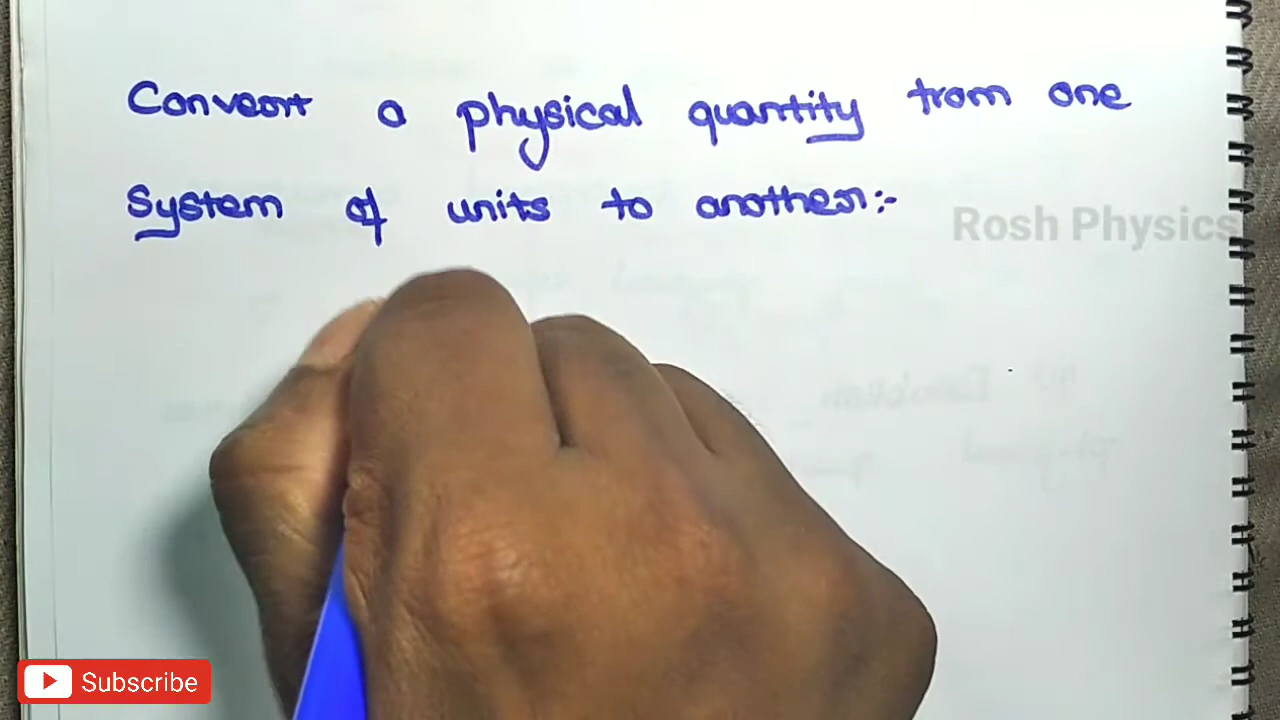 Convert a physical quantity from one
System of units to another:-
Rosh Physics
Subscribe